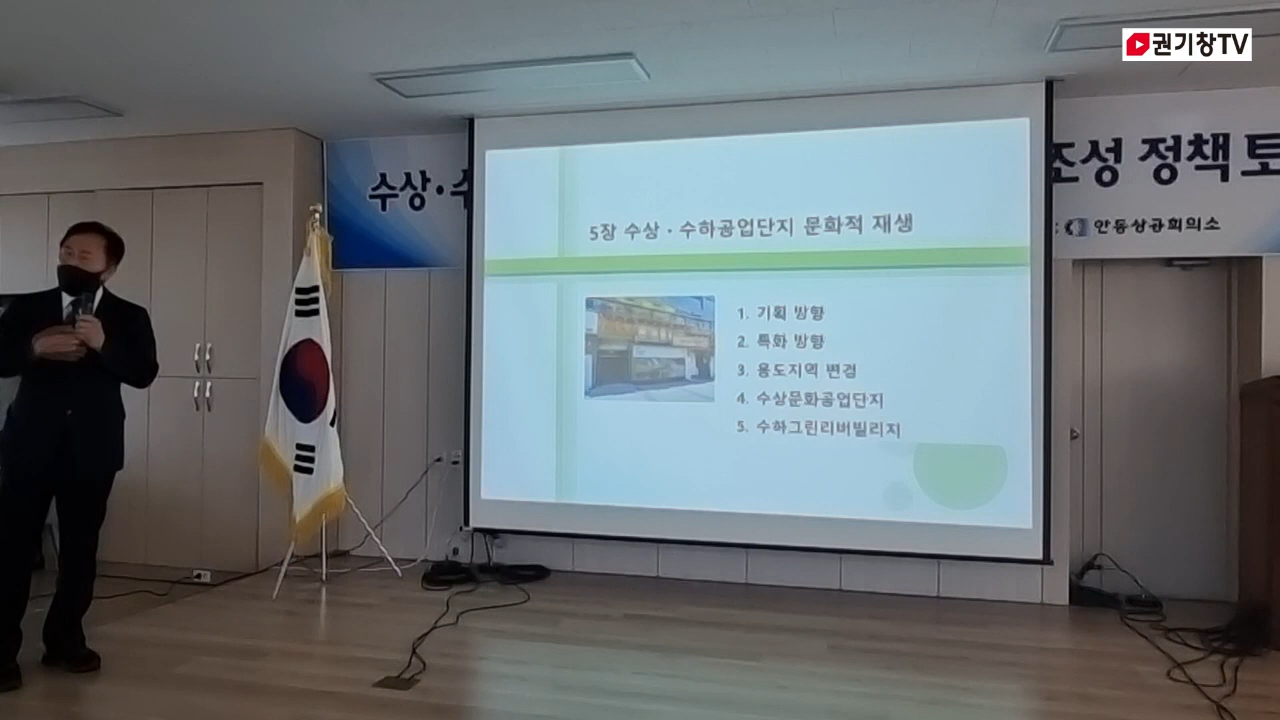 권기창TV
수상·수
조성 정책 토
: 안동상공회의소
5장 수상·수하공업단지 문화적 재생
1. 기획 방향
2. 특화 방향
3. 용도지역 변경
4. 수상문화공업단지
5. 수하그린리버빌리지